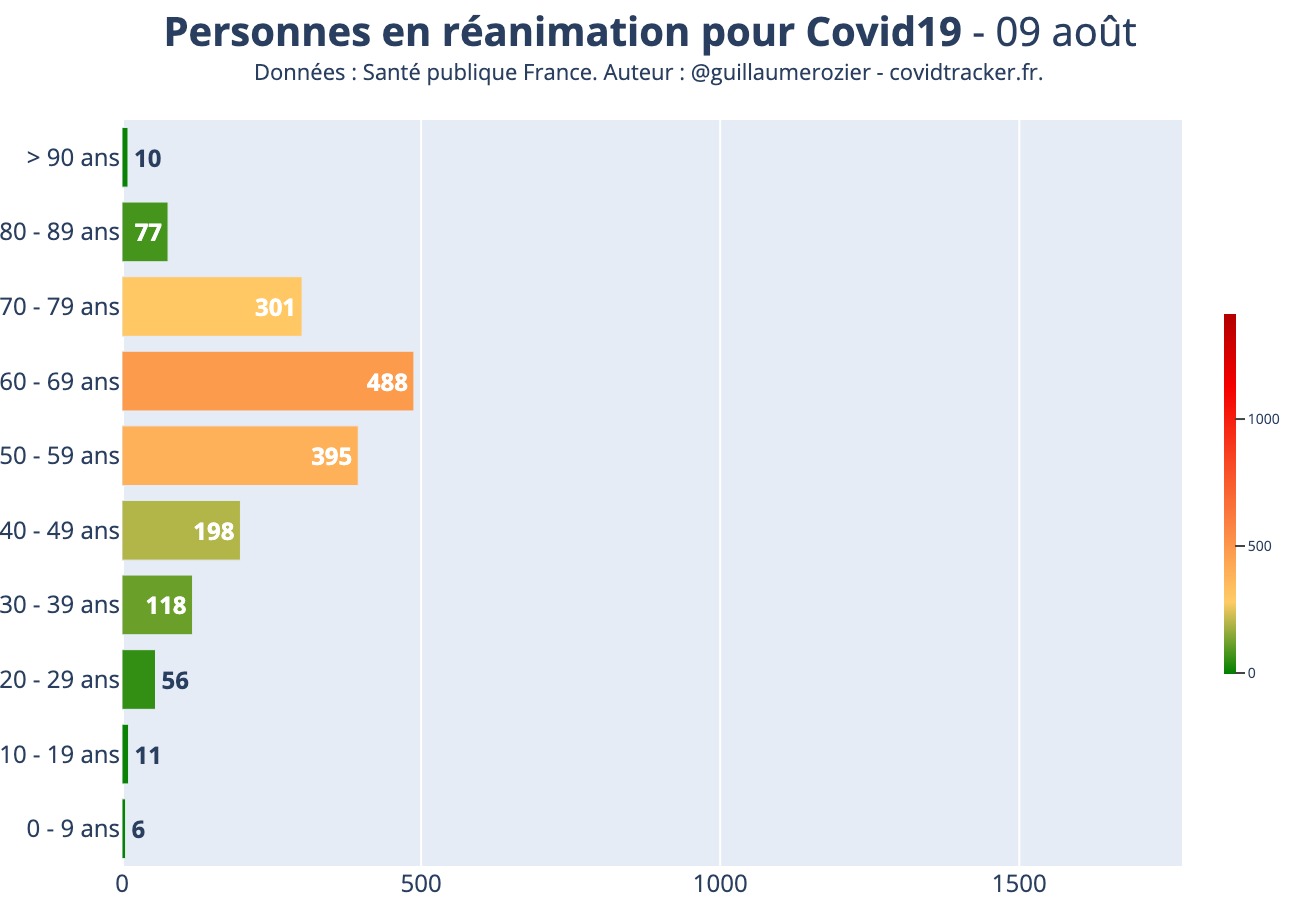 Personnes en réanimation pour Covid19 - 09 août
Données : Santé publique France. Auteur : @guillaumerozier - covidtracker.fr.
> 90 ans 10
80 - 89 ans 77
70 - 79 ans 301
60 - 69 ans 488
50 - 59 ans 395
40 - 49 ans 198
30 - 39 ans 118
20 - 29 ans 56
10 - 19 ans 11
0 - 9 ans 6
0 500 1000 1500
1000
500
0